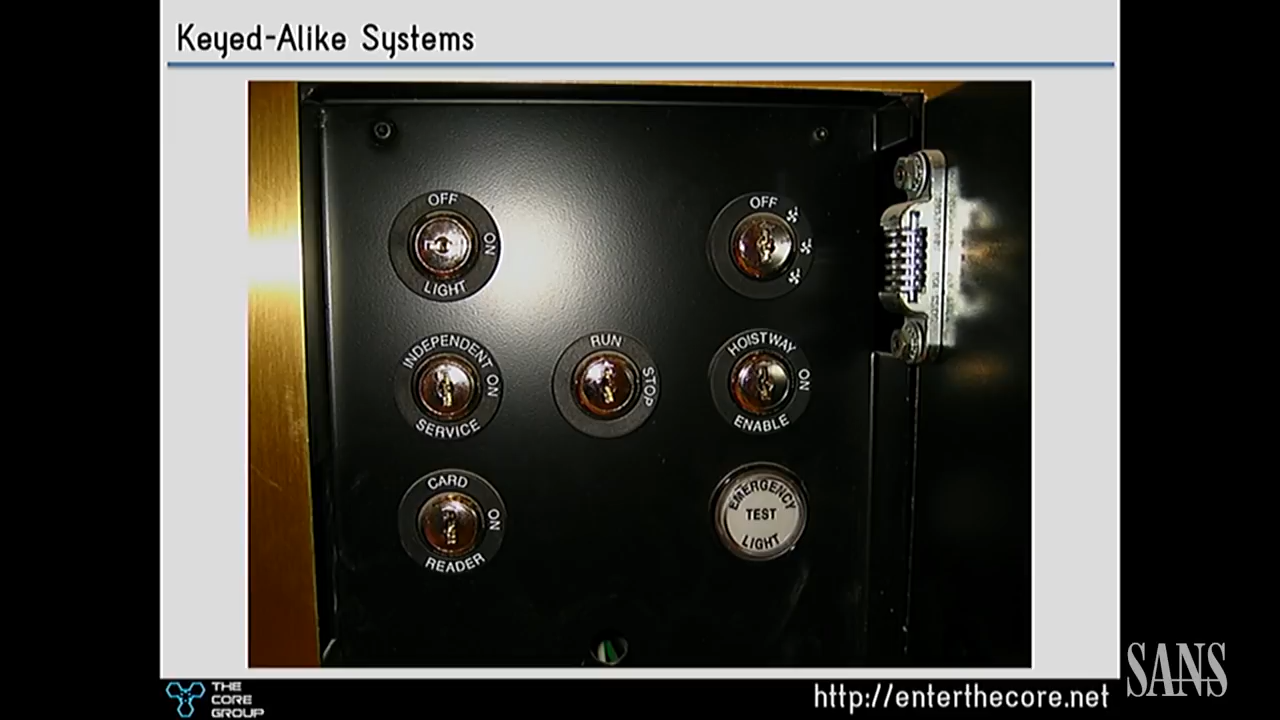 Keyed-Alike Systems
OFF
ON
LIGHT
OFF
INDEPENDENT
ON
SERVICE
RUN
STOP
HOISTWAY
ON
ENABLE
CARD
ON
READER
EMERGENCY
TEST
LIGHT
THE
CORE
GROUP
http://enterthecore.net
SANS